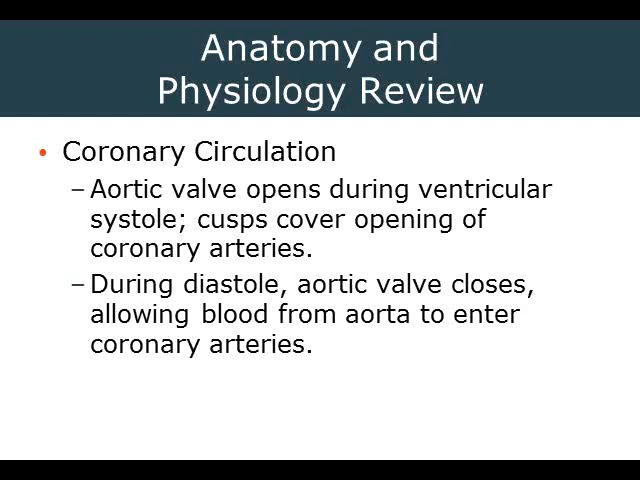 Anatomy and
Physiology Review
• Coronary Circulation
– Aortic valve opens during ventricular
systole; cusps cover opening of
coronary arteries.
– During diastole, aortic valve closes,
allowing blood from aorta to enter
coronary arteries.